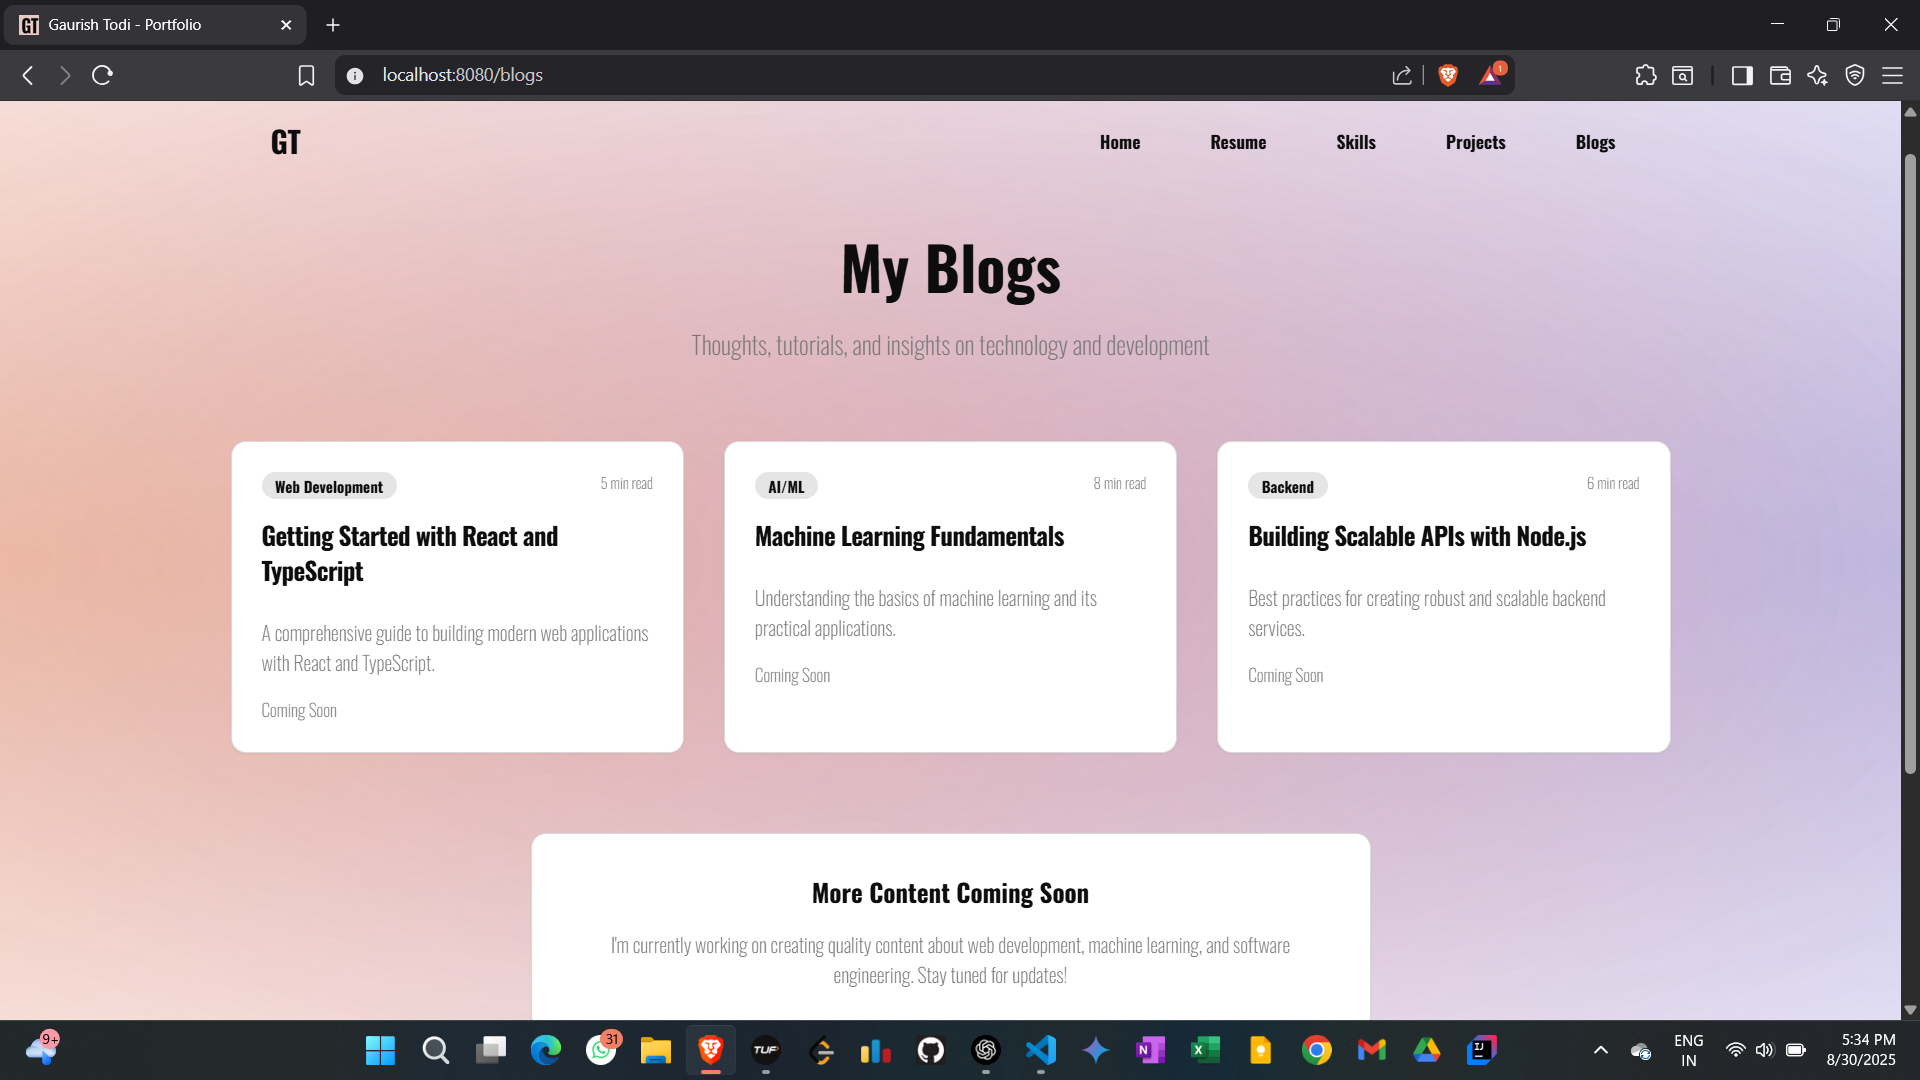 GT Gaurish Todi - Portfolio
localhost:8080/blogs
1
GT
Home Resume Skills Projects Blogs
My Blogs
Thoughts, tutorials, and insights on technology and development
Web Development 5 min read
Getting Started with React and
TypeScript
A comprehensive guide to building modern web applications
with React and TypeScript.
Coming Soon
AI/ML 8 min read
Machine Learning Fundamentals
Understanding the basics of machine learning and its
practical applications.
Coming Soon
Backend 6 min read
Building Scalable APIs with Node.js
Best practices for creating robust and scalable backend
services.
Coming Soon
More Content Coming Soon
I'm currently working on creating quality content about web development, machine learning, and software
engineering. Stay tuned for updates!
9+
31
TUF
N
X
IJ
ENG
IN
5:34 PM
8/30/2025